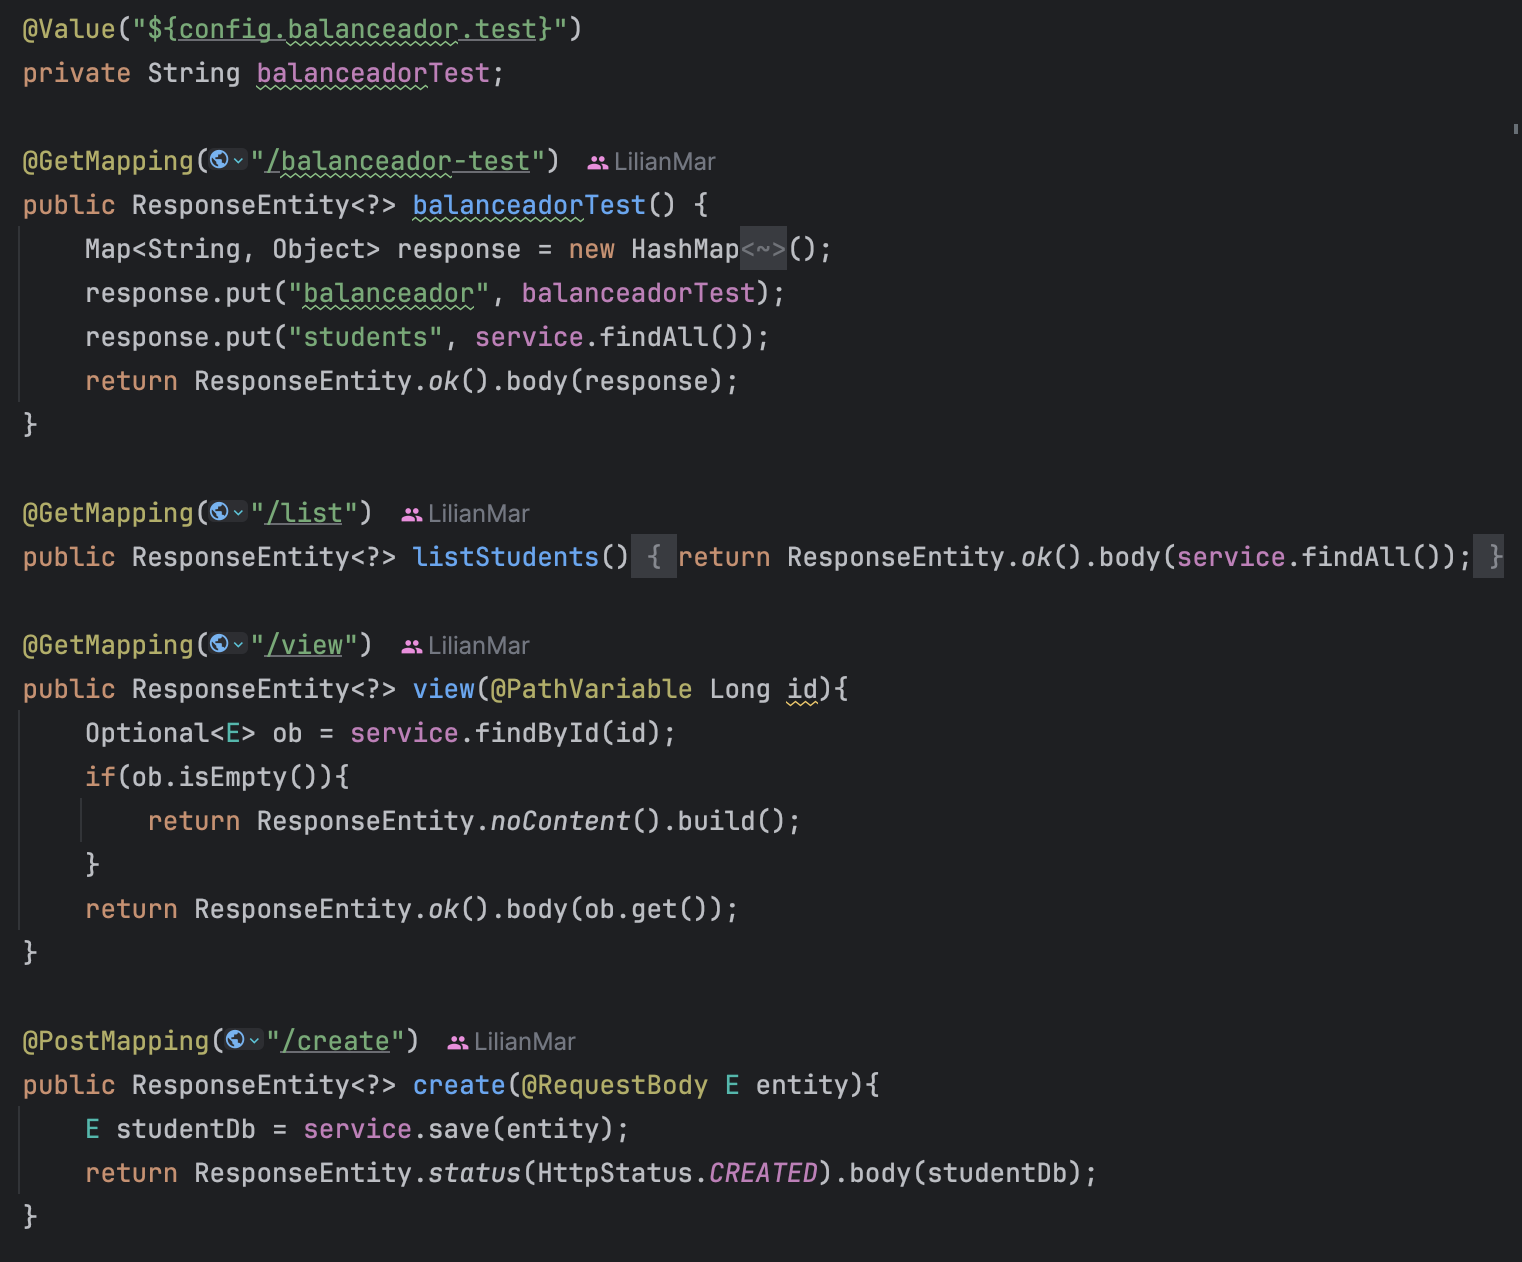 @Value("${config.balanceador.test}")
private String balanceadorTest;
@GetMapping("/balanceador-test") LilianMar
public ResponseEntity<?> balanceadorTest() {
Map<String, Object> response = new HashMap<~>();
response.put("balanceador", balanceadorTest);
response.put("students", service.findAll());
return ResponseEntity.ok().body(response);
}
@GetMapping("/list") LilianMar
public ResponseEntity<?> listStudents() { return ResponseEntity.ok().body(service.findAll()); }
@GetMapping("/view") LilianMar
public ResponseEntity<?> view(@PathVariable Long id){
Optional<E> ob = service.findById(id);
if(ob.isEmpty()){
return ResponseEntity.noContent().build();
}
return ResponseEntity.ok().body(ob.get());
}
@PostMapping("/create") LilianMar
public ResponseEntity<?> create(@RequestBody E entity){
E studentDb = service.save(entity);
return ResponseEntity.status(HttpStatus.CREATED).body(studentDb);
}